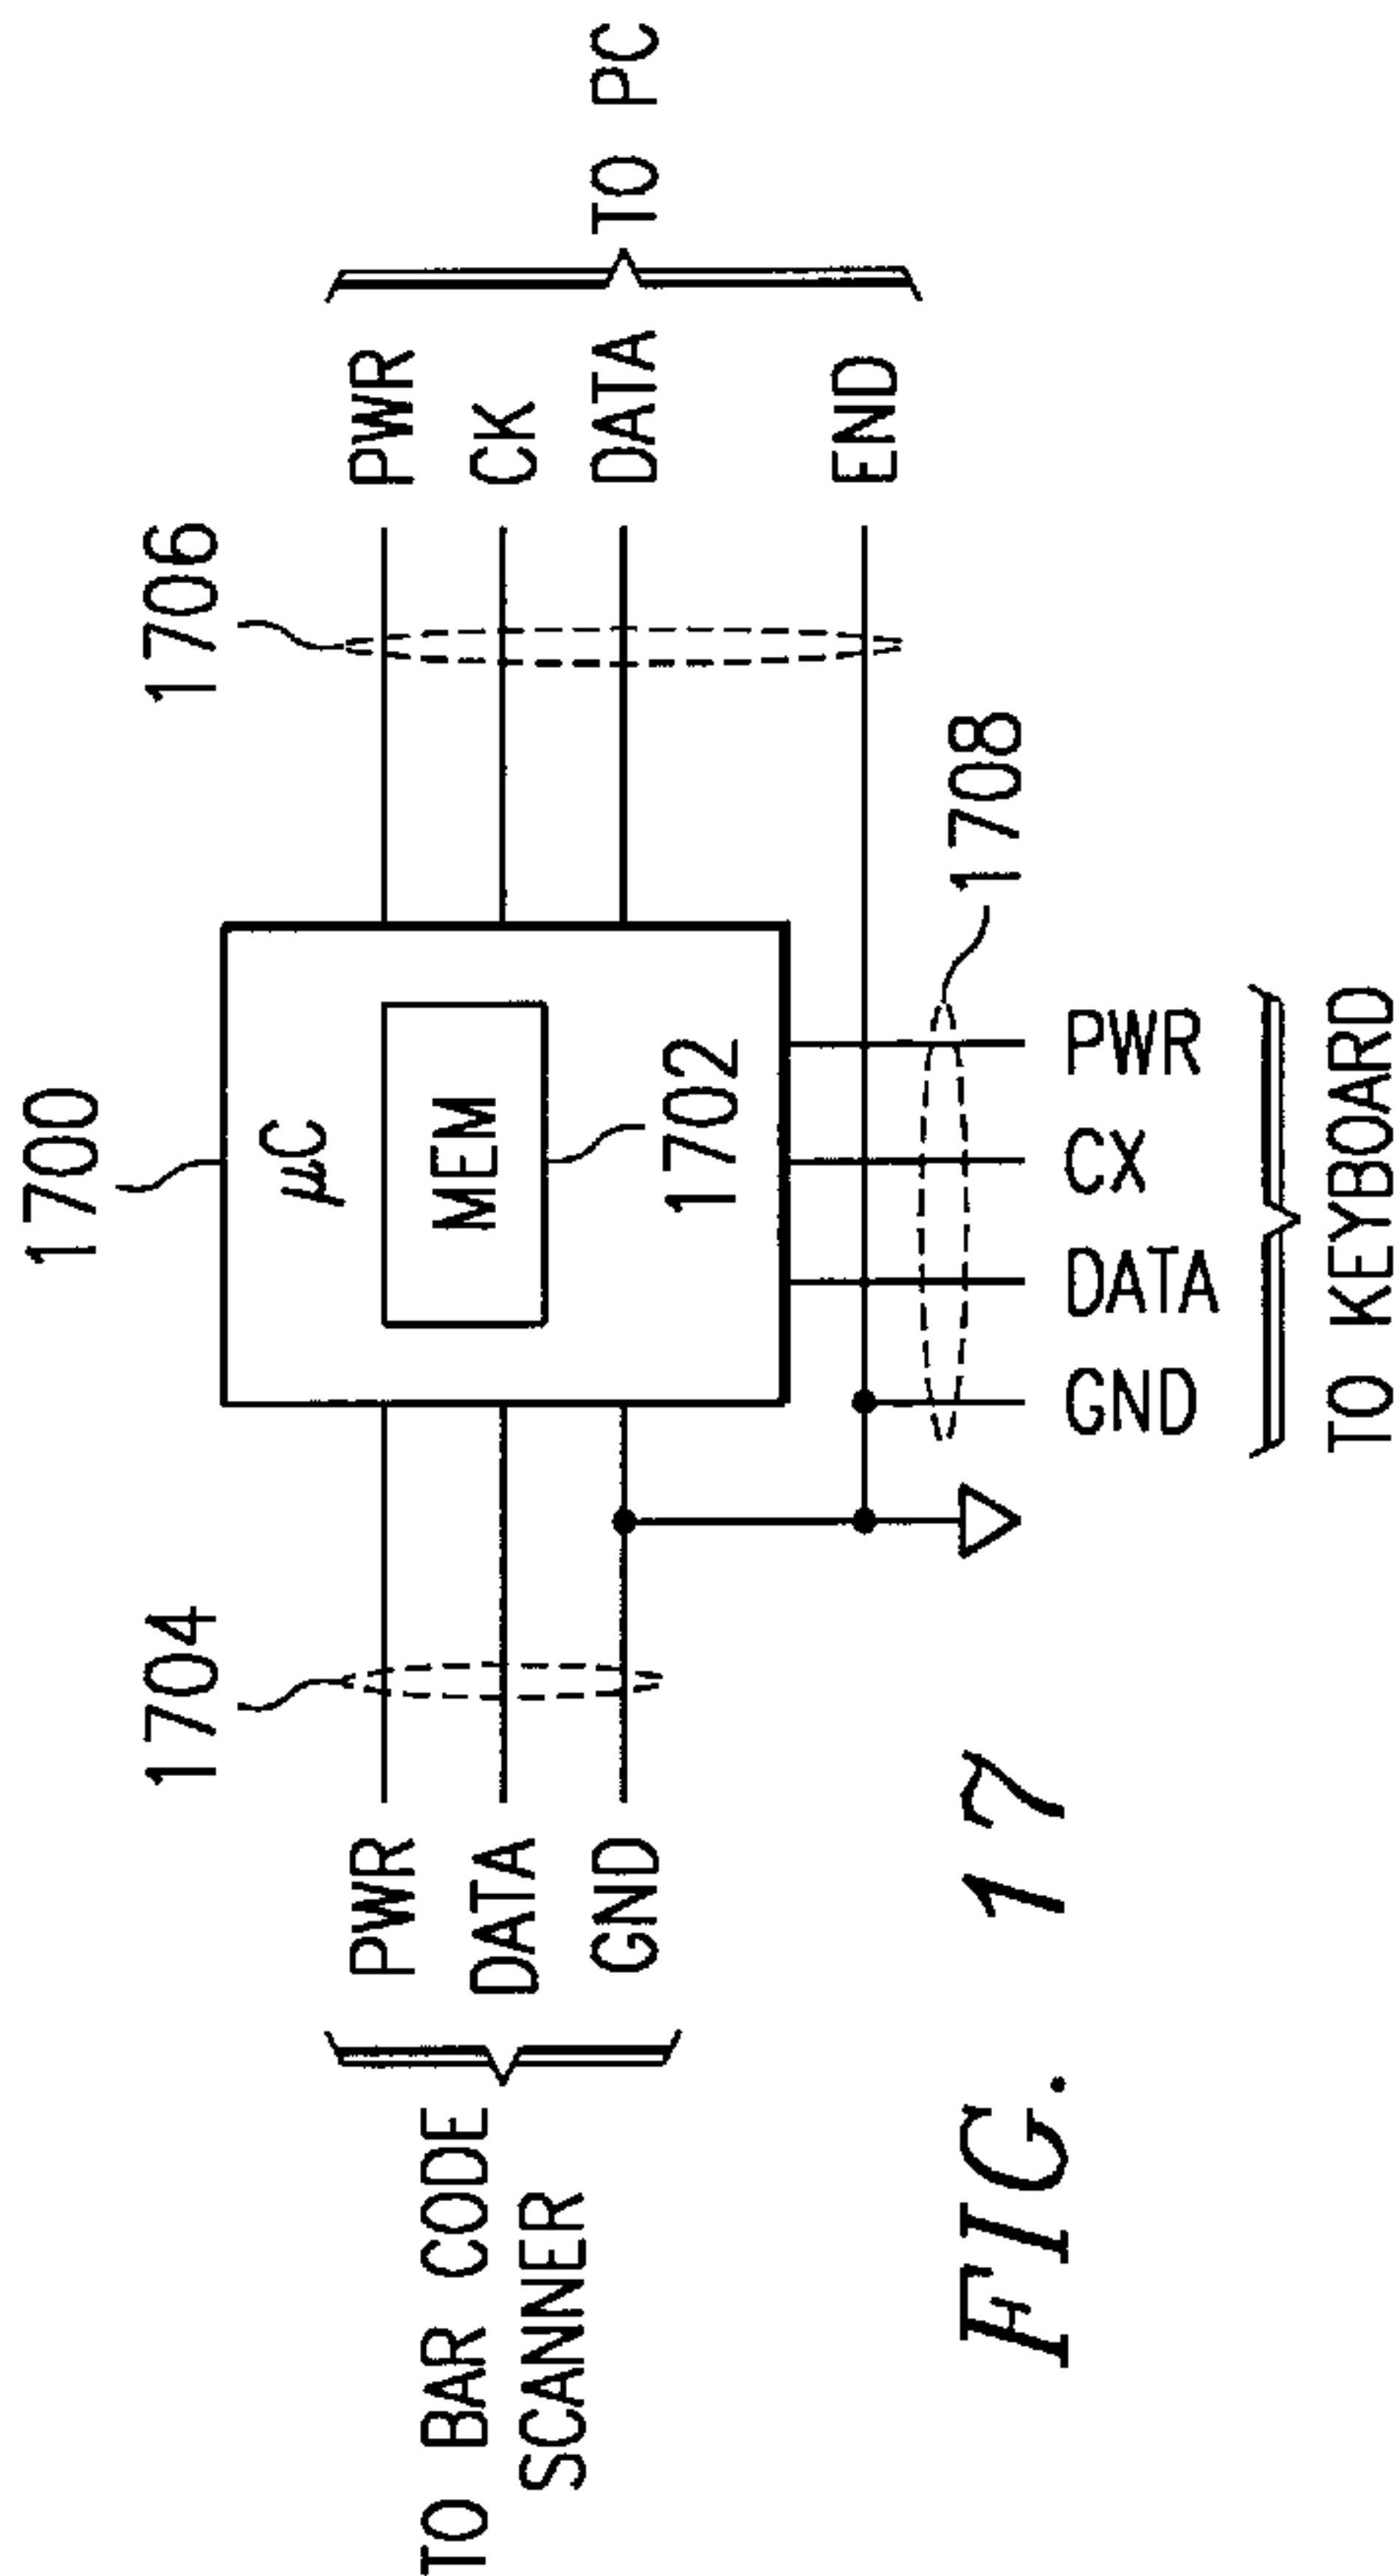 1700
1704
1706
μC
MEM
1702
PWR
DATA
GND
TO BAR CODE
SCANNER
PWR
CK
DATA
END
TO PC
1708
GND
DATA
CX
PWR
TO KEYBOARD
FIG. 17